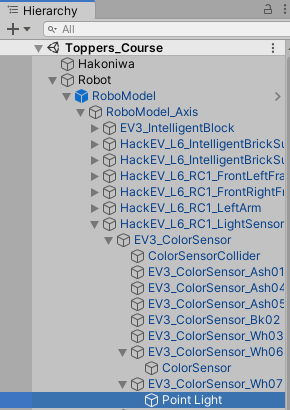 Hierarchy
All
Toppers_Course
Hakoniwa
Robot
RoboModel
RoboModel_Axis
EV3_IntelligentBlock
HackEV_L6_IntelligentBrickSu
HackEV_L6_IntelligentBrickSu
HackEV_L6_RC1_FrontLeftFra
HackEV_L6_RC1_FrontRightFr
HackEV_L6_RC1_LeftArm
HackEV_L6_RC1_LightSensor
EV3_ColorSensor
ColorSensorCollider
EV3_ColorSensor_Ash01
EV3_ColorSensor_Ash04
EV3_ColorSensor_Ash05
EV3_ColorSensor_Bk02
EV3_ColorSensor_Wh03
EV3_ColorSensor_Wh06
ColorSensor
EV3_ColorSensor_Wh07
Point Light